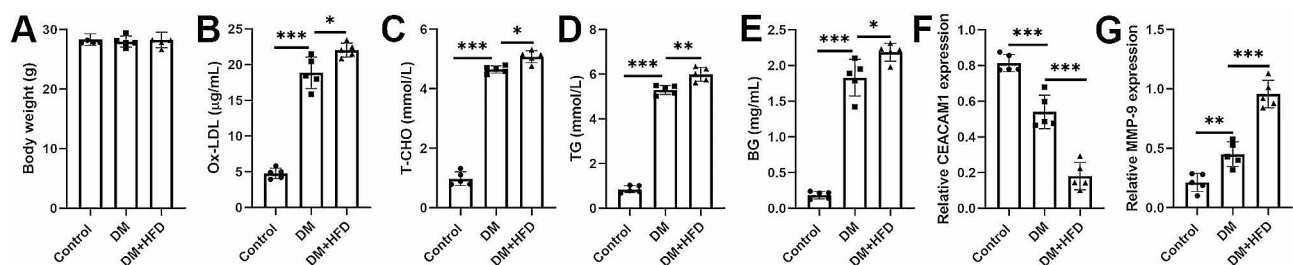 A
Body weight (g)
30
20
10
0
Control
DM
DM+HFD
B
Ox-LDL (μg/mL)
25
20
15
10
5
0
***
*
Control
DM
DM+HFD
C
T-CHO (mmol/L)
6
4
2
0
***
*
Control
DM
DM+HFD
D
TG (mmol/L)
8
6
4
2
0
***
**
Control
DM
DM+HFD
E
BG (mg/mL)
2.5
2.0
1.5
1.0
0.5
0.0
***
*
Control
DM
DM+HFD
F
Relative CEACAM1 expression
1.0
0.8
0.6
0.4
0.2
0.0
***
***
Control
DM
DM+HFD
G
Relative MMP-9 expression
1.5
1.0
0.5
0.0
**
***
Control
DM
DM+HFD